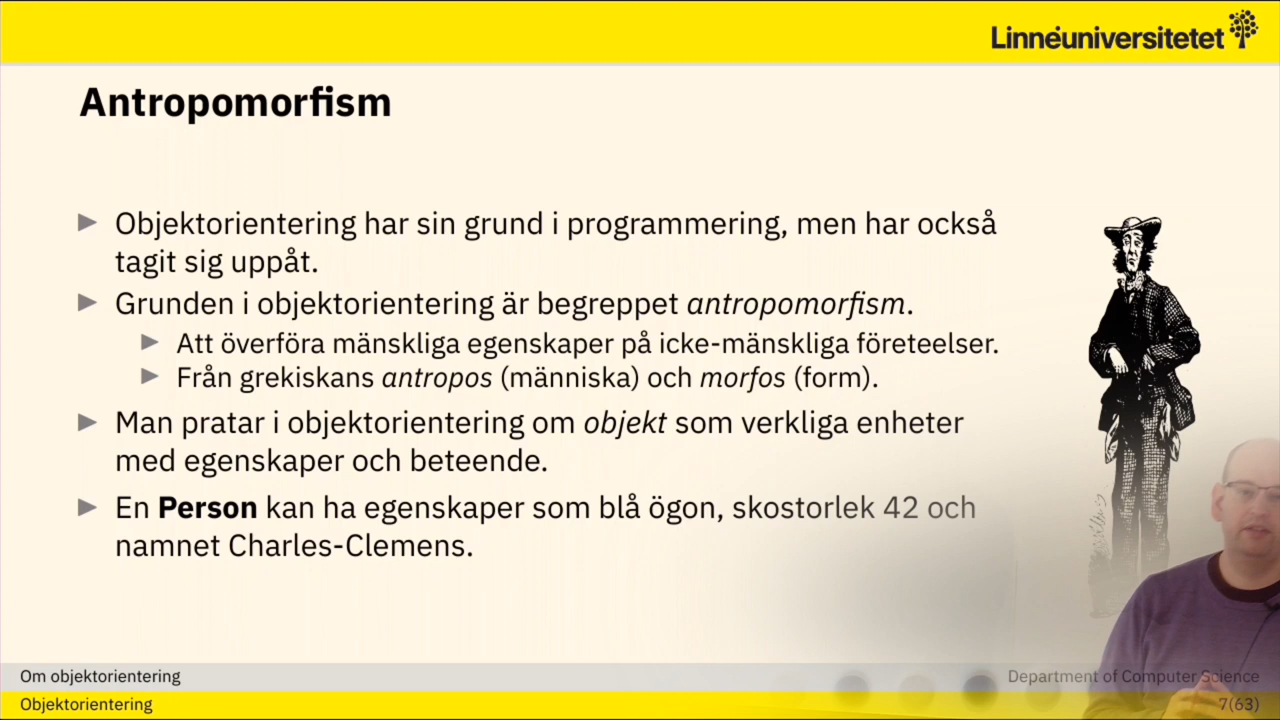 Linnéuniversitetet
Antropomorfism
Objektorientering har sin grund i programmering, men har också
tagit sig uppåt.
Grunden i objektorientering är begreppet antropomorfism.
Att överföra mänskliga egenskaper på icke-mänskliga företeelser.
Från grekiskans antropos (människa) och morfos (form).
Man pratar i objektorientering om objekt som verkliga enheter
med egenskaper och beteende.
En Person kan ha egenskaper som blå ögon, skostorlek 42 och
namnet Charles-Clemens.
Om objektorientering
Department of Computer Science
Objektorientering
7(63)